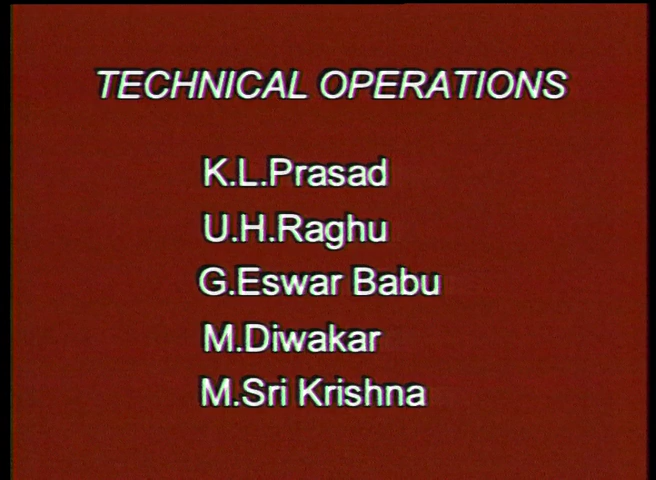 TECHNICAL OPERATIONS
K.L.Prasad
U.H.Raghu
G.Eswar Babu
M.Diwakar
M.Sri Krishna